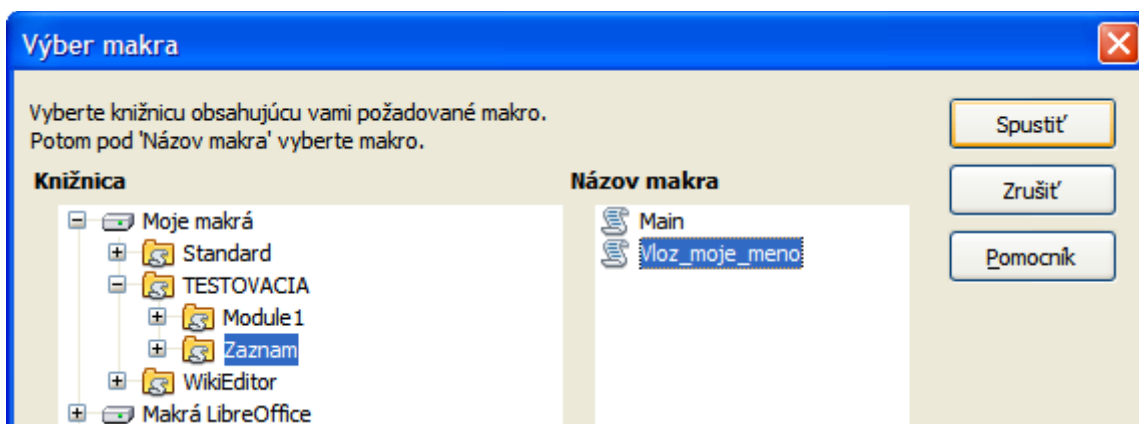 Výber makra
Vyberte knižnicu obsahujúcu vami požadované makro.
Potom pod 'Názov makra' vyberte makro.
Spustiť
Zrušiť
Pomocník
Knižnica
Moje makrá
Standard
TESTOVACIA
Module1
Zaznam
WikiEditor
Makrá LibreOffice
Názov makra
Main
Vloz_moje_meno